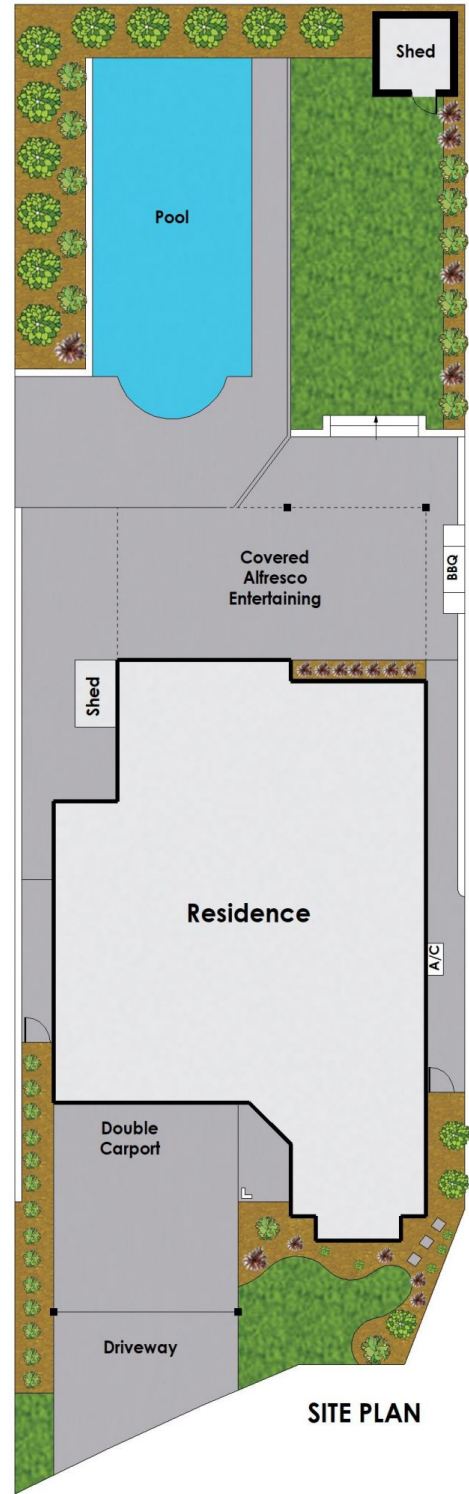 Shed
Pool
Covered
Alfresco
Entertaining
BBQ
Shed
Residence
A/C
Double
Carport
Driveway
SITE PLAN